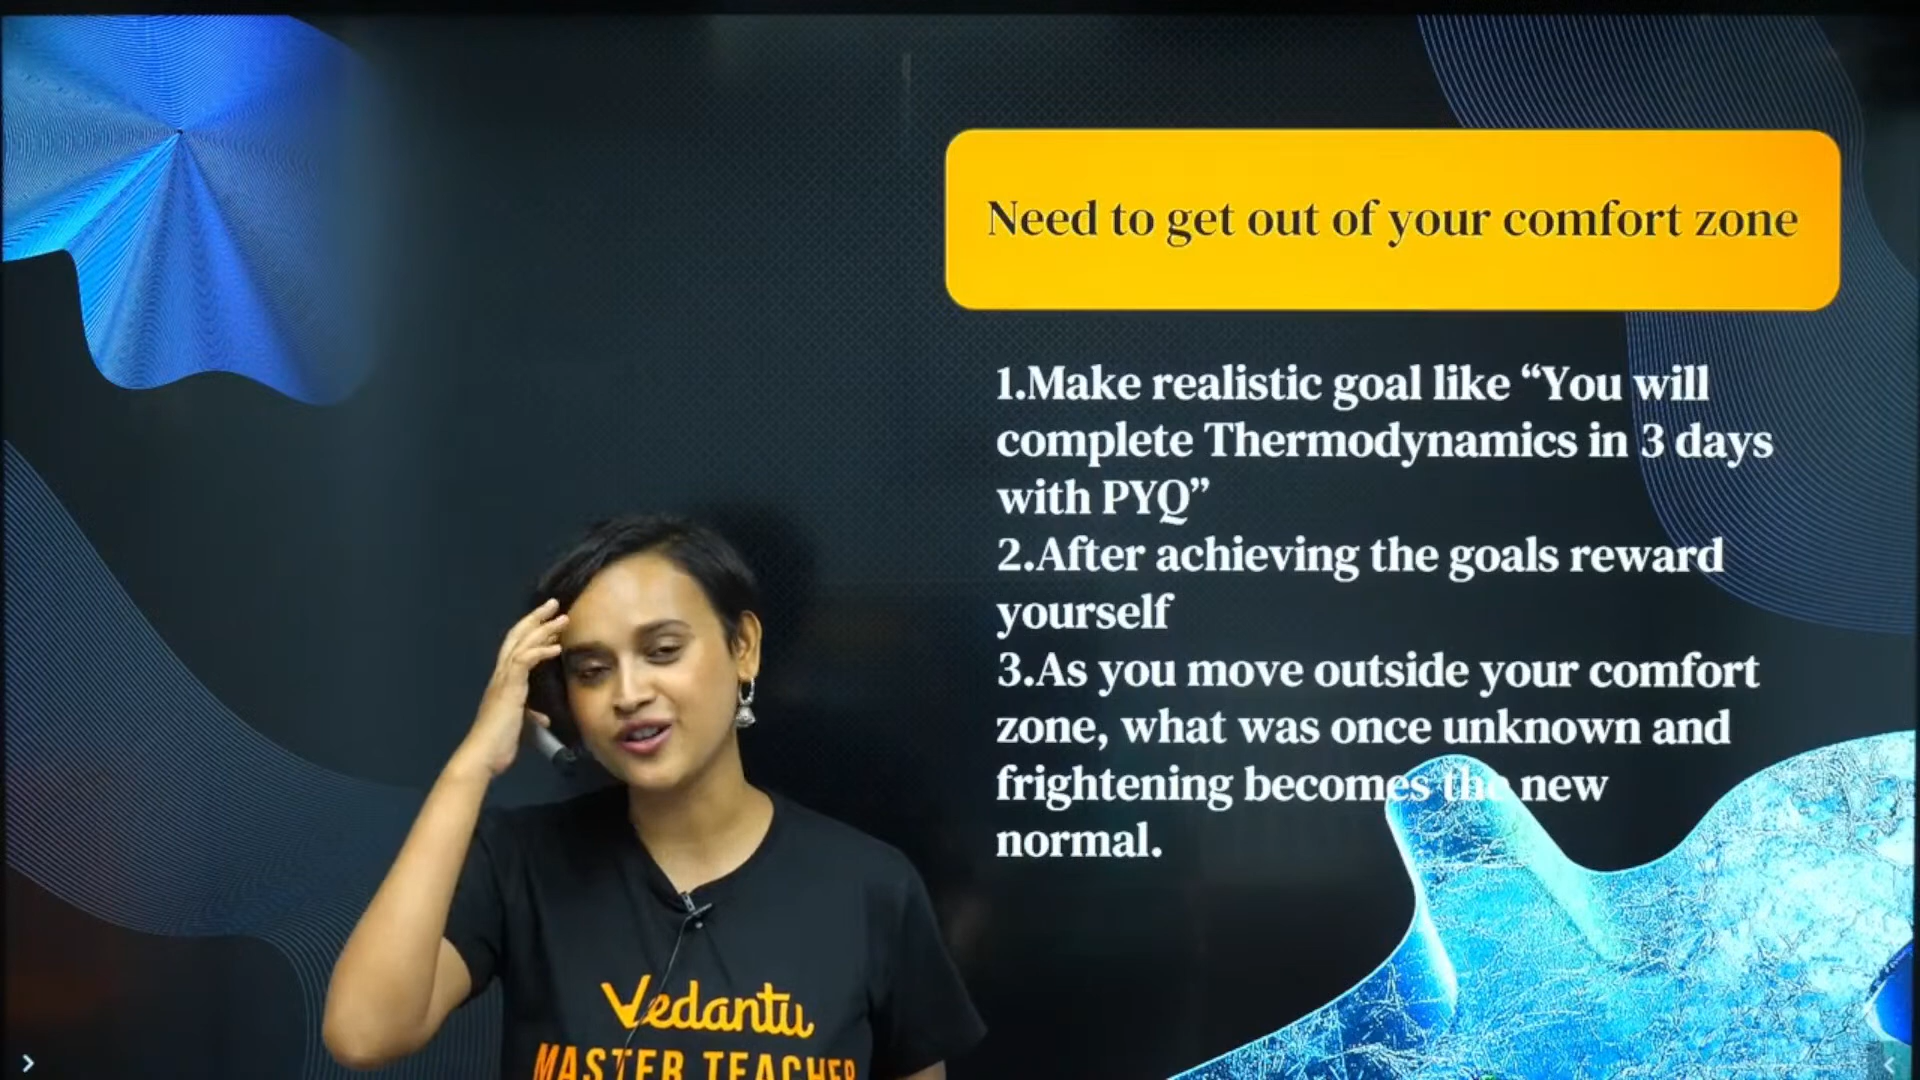 Need to get out of your comfort zone
1.Make realistic goal like “You will
complete Thermodynamics in 3 days
with PYQ”
2.After achieving the goals reward
yourself
3.As you move outside your comfort
zone, what was once unknown and
frightening becomes the new
normal.
Vedantu
MASTER TEACHER